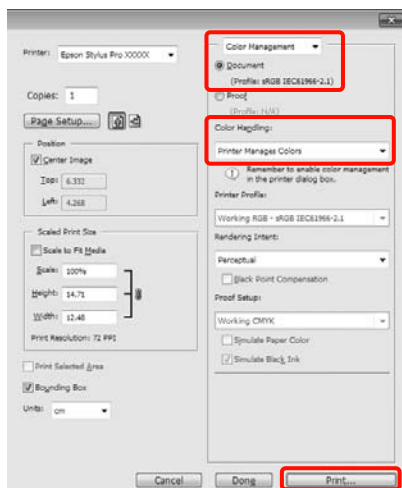 Printer: Epson Stylus Pro XXXXX
Copies: 1
Page Setup...
Position
Center Image
Top: 6.332
Left: 4.268
Scaled Print Size
Scale to Fit Media
Scale: 100%
Height: 14.71
Width: 12.48
Print Resolution: 72 PPI
Print Selected Area
Bounding Box
Units: cm
Color Management
Document
(Profile: sRGB IEC61966-2.1)
Proof
(Profile: N/A)
Color Handling:
Printer Manages Colors
Remember to enable color management
in the printer dialog box.
Printer Profile:
Working RGB - sRGB IEC61966-2.1
Rendering Intent:
Perceptual
Black Point Compensation
Proof Setup:
Working CMYK
Simulate Paper Color
Simulate Black Ink
Cancel
Done
Print...